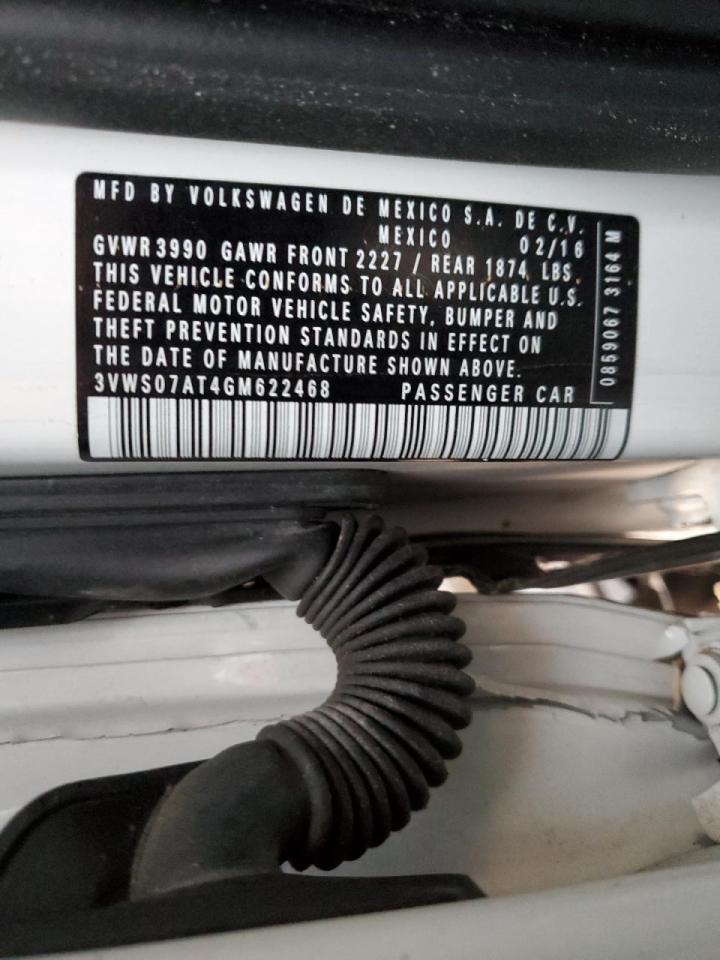 MFD BY VOLKSWAGEN DE MEXICO S.A. DE C.V.
MEXICO 02/16
GVWR 3990 GAWR FRONT 2227 / REAR 1874 LBS
THIS VEHICLE CONFORMS TO ALL APPLICABLE U.S.
FEDERAL MOTOR VEHICLE SAFETY, BUMPER AND
THEFT PREVENTION STANDARDS IN EFFECT ON
THE DATE OF MANUFACTURE SHOWN ABOVE.
3VWS07AT4GM622468 PASSENGER CAR
0859067 3164 M